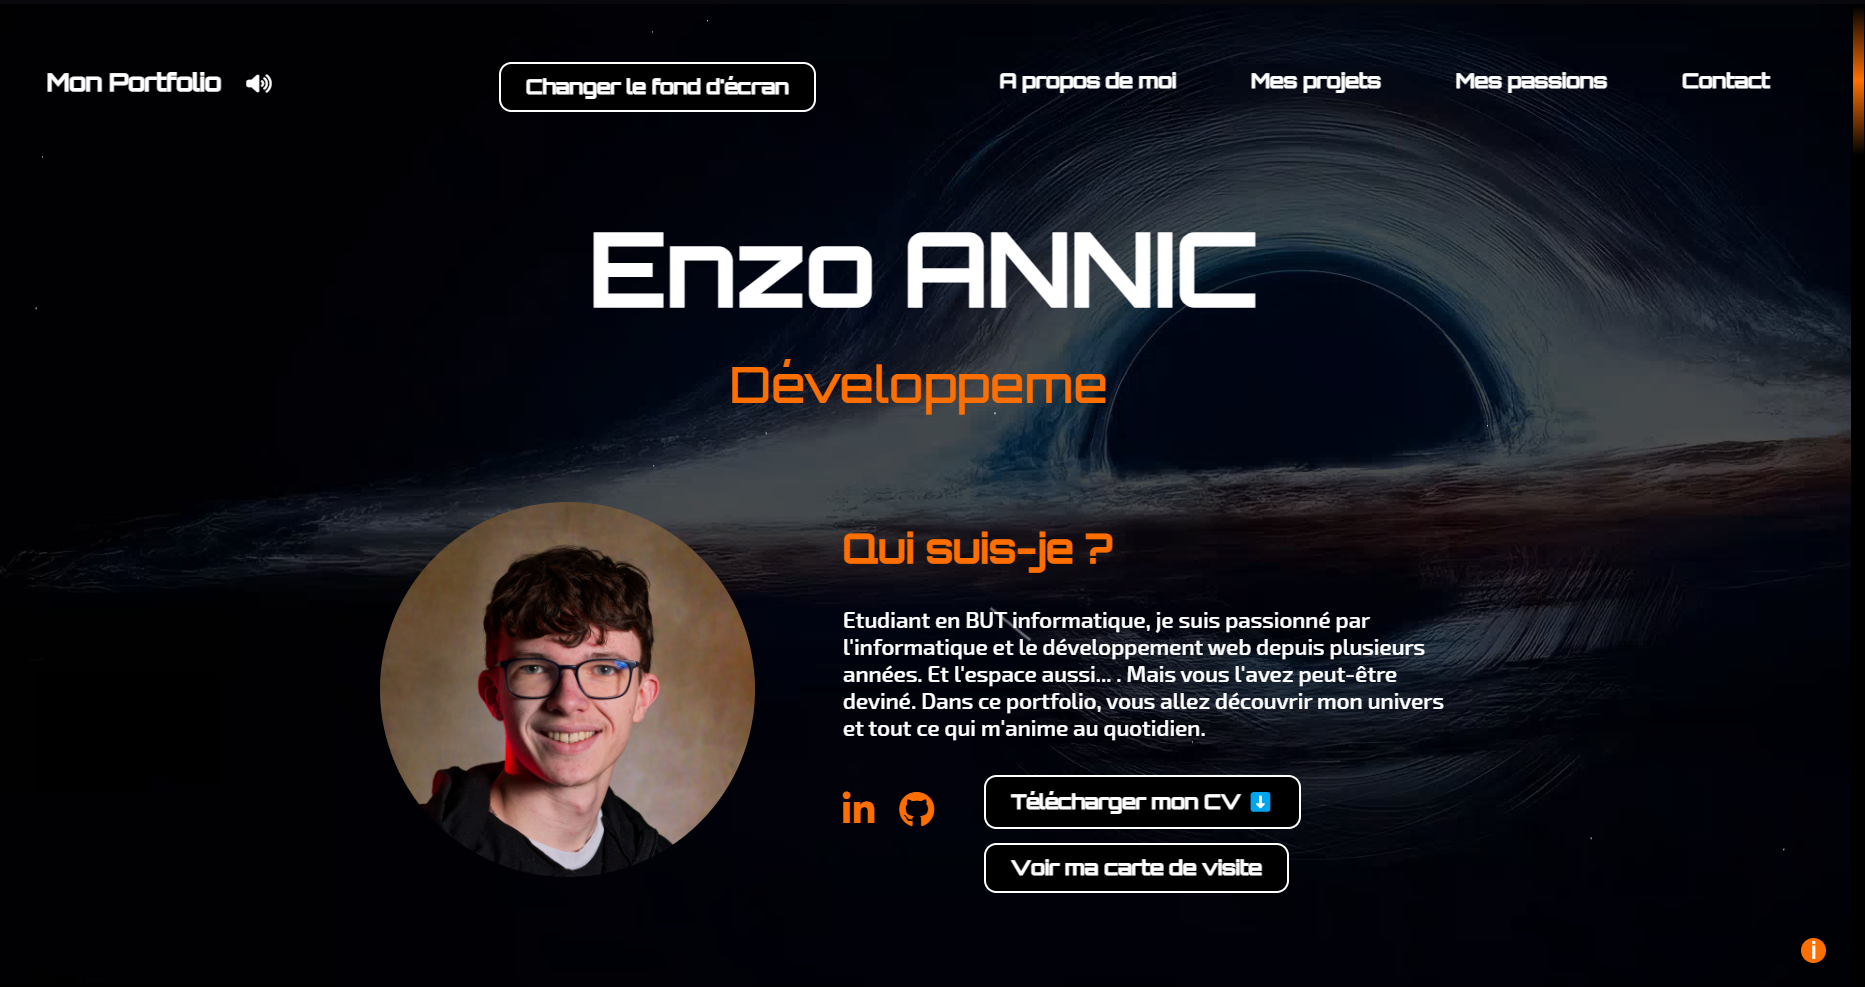 Mon Portfolio
Changer le fond d'écran
A propos de moi
Mes projets
Mes passions
Contact
Enzo ANNIC
Développeme
Qui suis-je ?
Etudiant en BUT informatique, je suis passionné par
l'informatique et le développement web depuis plusieurs
années. Et l'espace aussi... . Mais vous l'avez peut-être
deviné. Dans ce portfolio, vous allez découvrir mon univers
et tout ce qui m'anime au quotidien.
in
Télécharger mon CV ⬇️
Voir ma carte de visite
i